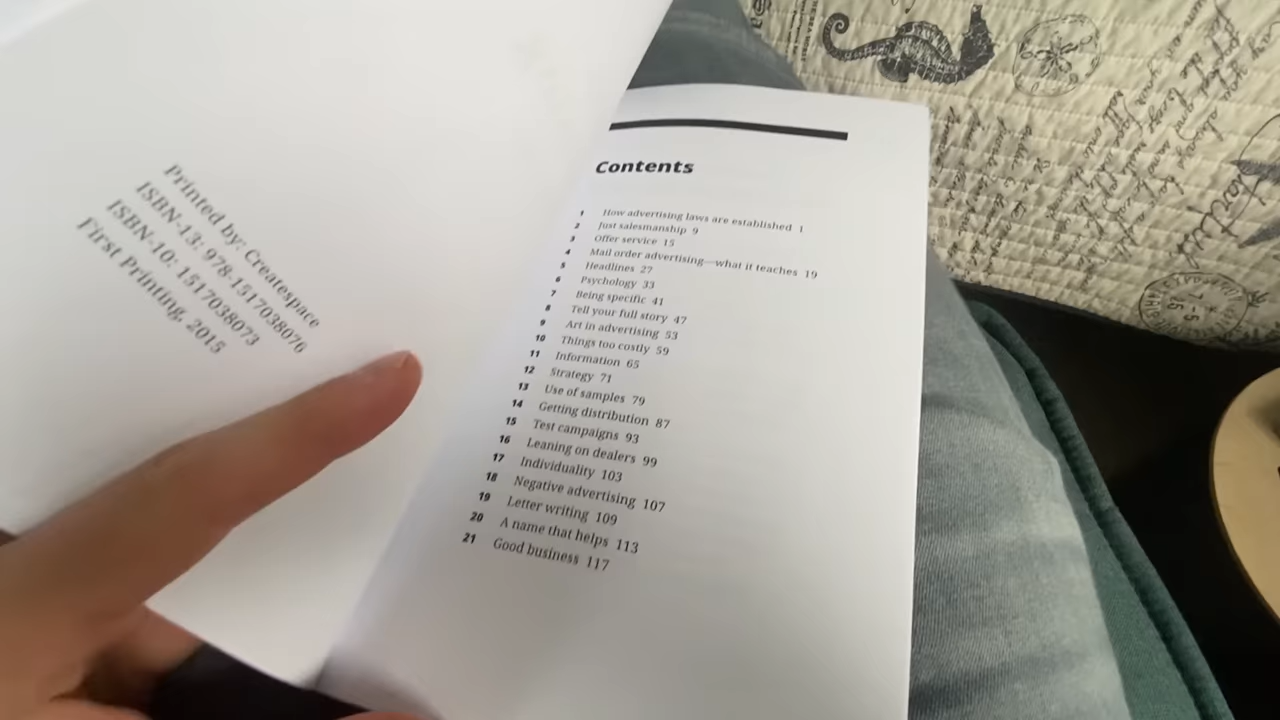 Printed by: Createspace
ISBN-13: 978-1517038076
ISBN-10: 1517038073
First Printing, 2015
Contents
1 How advertising laws are established 1
2 Just salesmanship 9
3 Offer service 15
4 Mail order advertising—what it teaches 19
5 Headlines 27
6 Psychology 33
7 Being specific 41
8 Tell your full story 47
9 Art in advertising 53
10 Things too costly 59
11 Information 65
12 Strategy 71
13 Use of samples 79
14 Getting distribution 87
15 Test campaigns 93
16 Leaning on dealers 99
17 Individuality 103
18 Negative advertising 107
19 Letter writing 109
20 A name that helps 113
21 Good business 117